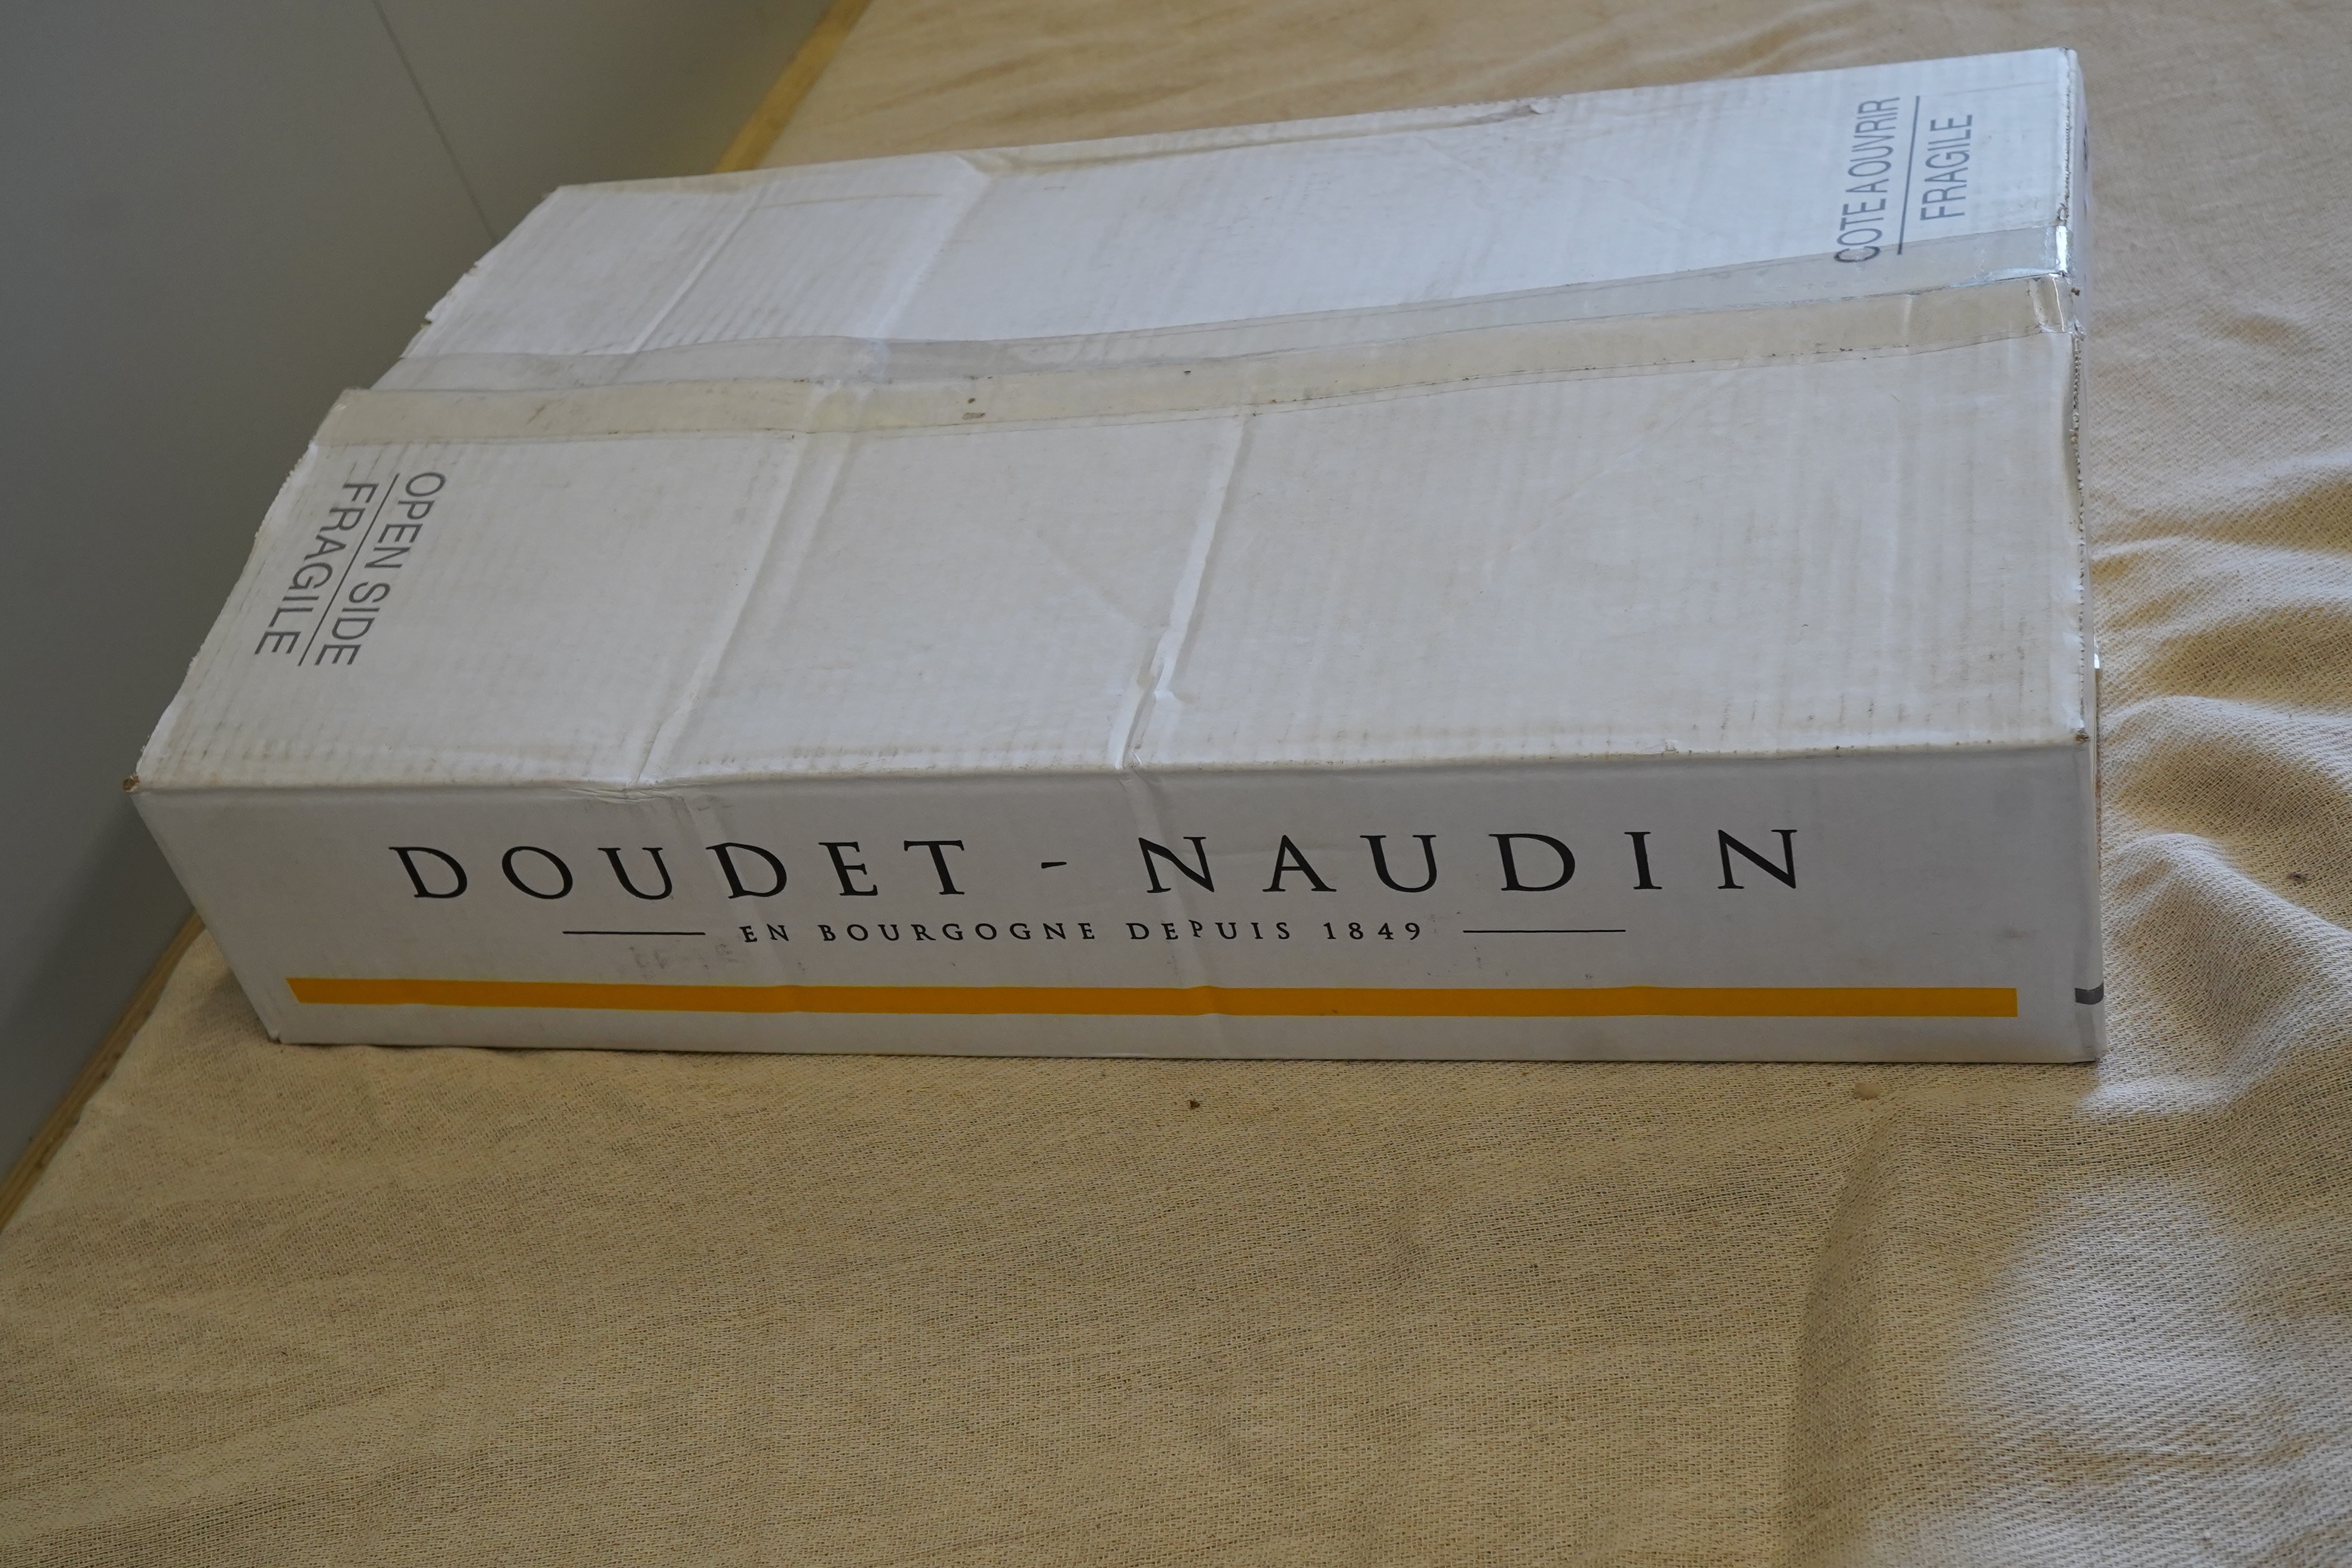 COTE A OUVRIR
FRAGILE
OPEN SIDE
FRAGILE
DOUDET - NAUDIN
EN BOURGOGNE DEPUIS 1849